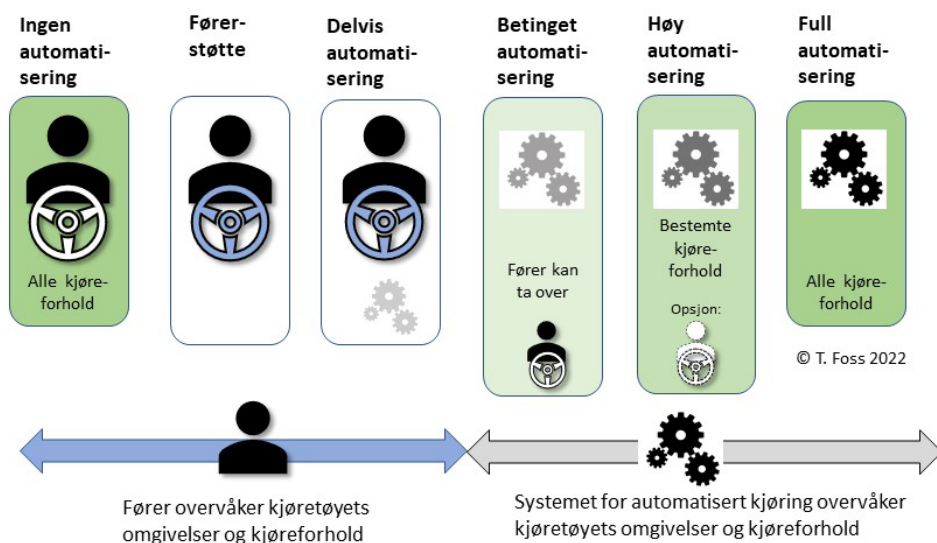 Ingen
automati-
sering
Fører-
støtte
Delvis
automati-
sering
Betinget
automati-
sering
Høy
automati-
sering
Full
automati-
sering
Alle kjøre-
forhold
Fører kan
ta over
Bestemte
kjøre-
forhold
Opsjon:
Alle kjøre-
forhold
© T. Foss 2022
Fører overvåker kjøretøyets
omgivelser og kjøreforhold
Systemet for automatisert kjøring overvåker
kjøretøyets omgivelser og kjøreforhold